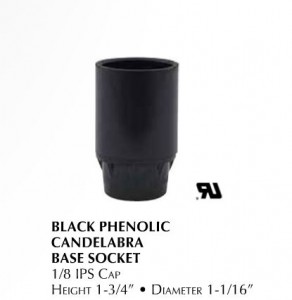 BLACK PHENOLIC
CANDELABRA
BASE SOCKET
1/8 IPS CAP
HEIGHT 1-3/4” • DIAMETER 1-1/16”